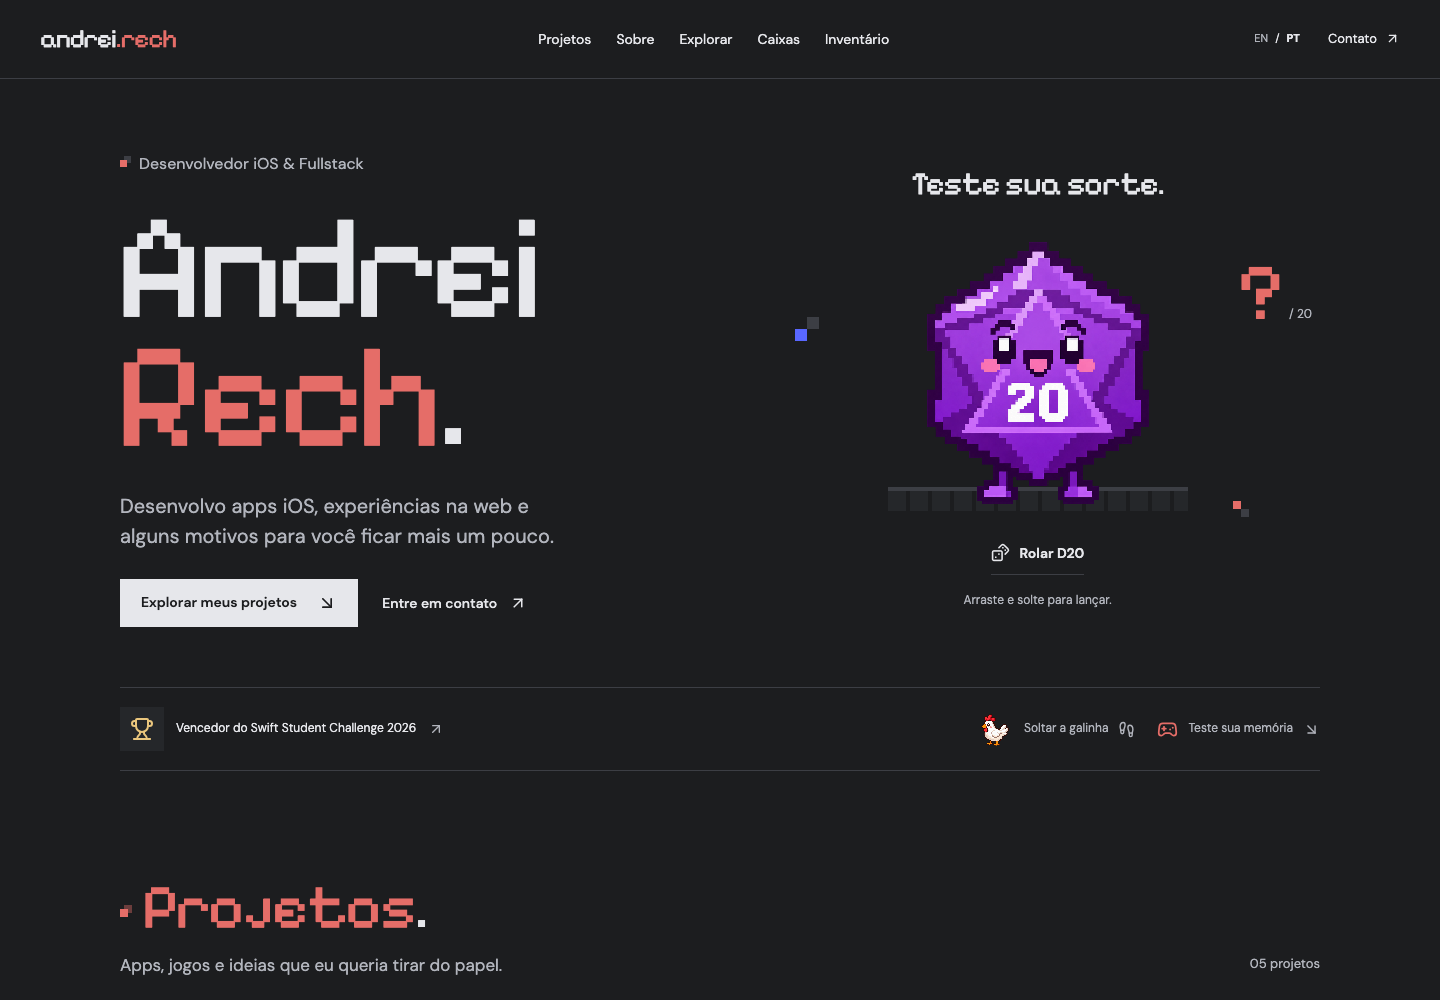 andrei.rech
Projetos Sobre Explorar Caixas Inventário
EN / PT Contato
Desenvolvedor iOS & Fullstack
Andrei
Rech.
Desenvolvo apps iOS, experiências na web e
alguns motivos para você ficar mais um pouco.
Explorar meus projetos Entre em contato
Teste sua sorte.
? / 20
20
Rolar D20
Arraste e solte para lançar.
Vencedor do Swift Student Challenge 2026
Soltar a galinha Teste sua memória
Projetos.
Apps, jogos e ideias que eu queria tirar do papel.
05 projetos